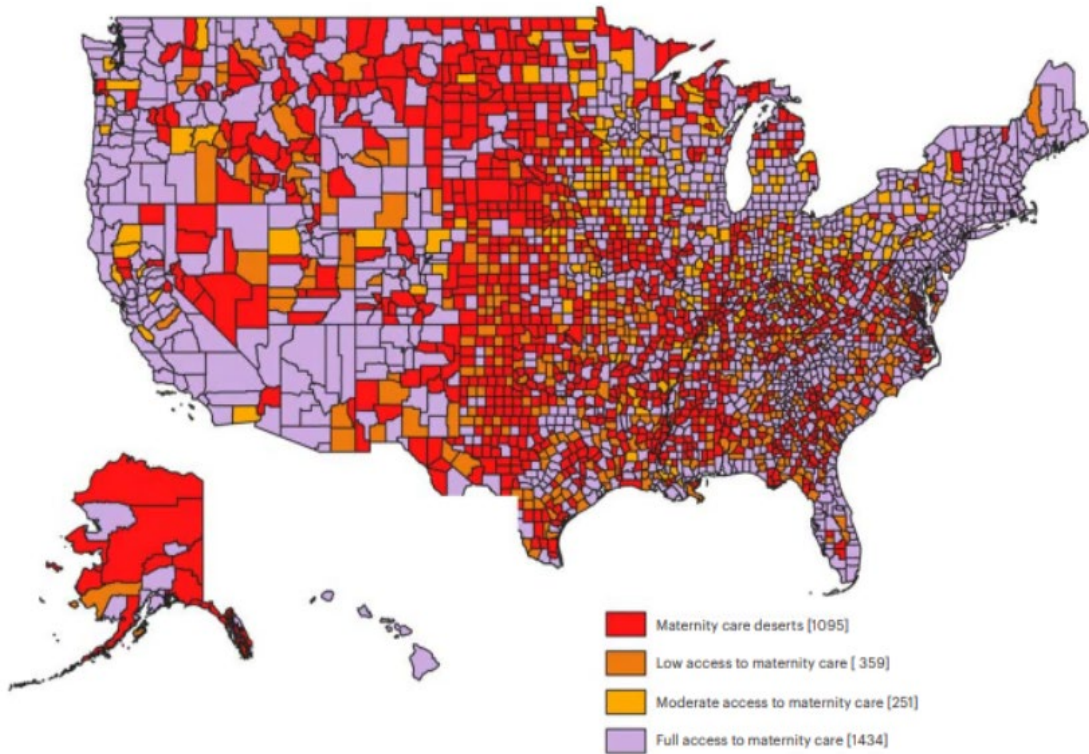 Maternity care deserts [1095]
Low access to maternity care [ 359]
Moderate access to maternity care [251]
Full access to maternity care [1434]